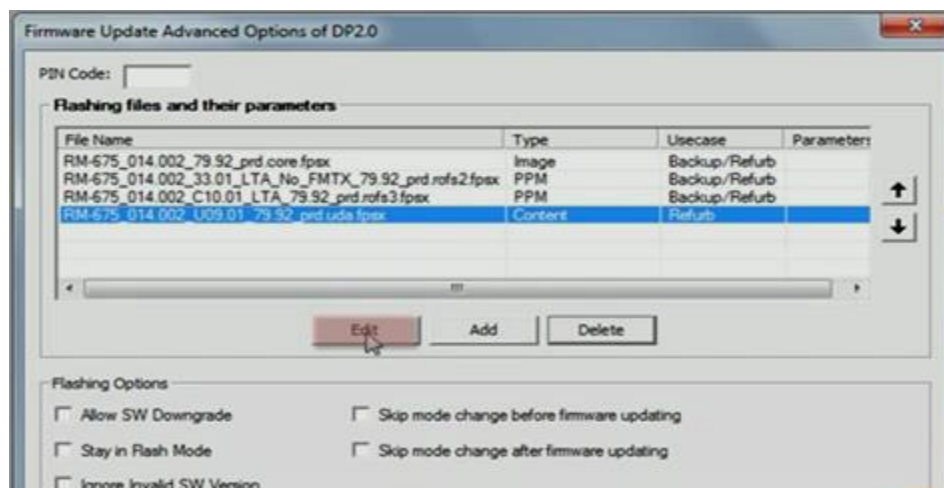 Firmware Update Advanced Options of DP2.0
PIN Code:
Flashing files and their parameters
File Name Type Usecase Parameters
RM-675_014.002_79.92_prd.core.fpsx Image Backup/Refurb
RM-675_014.002_33.01_LTA_No_FMTX_79.92_prd.rofs2.fpsx PPM Backup/Refurb
RM-675_014.002_C10.01_LTA_79.92_prd.rofs3.fpsx PPM Backup/Refurb
RM-675_014.002_U09.01_79.92_prd.uda.fpsx Content Refurb
Edit Add Delete
Flashing Options
Allow SW Downgrade Skip mode change before firmware updating
Stay in Flash Mode Skip mode change after firmware updating
Ignore Invalid SW Version